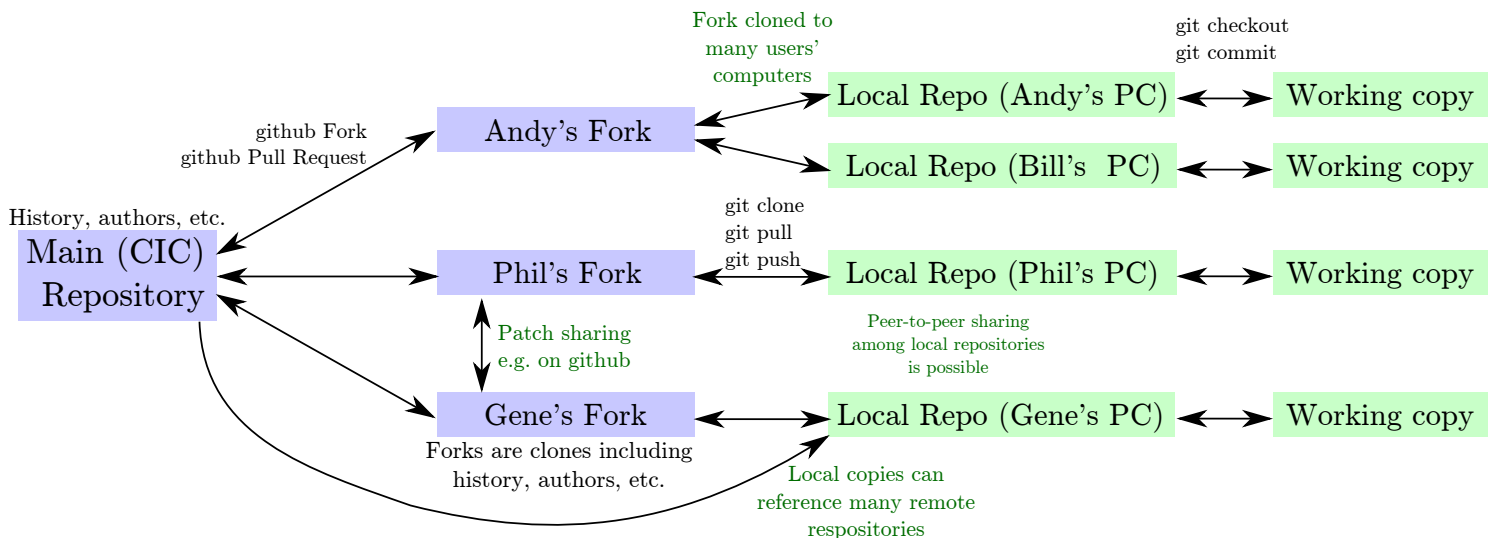 Fork cloned to
many users'
computers
git checkout
git commit
Local Repo (Andy's PC)
Working copy
github Fork
github Pull Request
Andy's Fork
Local Repo (Bill's PC)
Working copy
History, authors, etc.
Main (CIC)
Repository
git clone
git pull
git push
Phil's Fork
Local Repo (Phil's PC)
Working copy
Patch sharing
e.g. on github
Peer-to-peer sharing
among local repositories
is possible
Gene's Fork
Local Repo (Gene's PC)
Working copy
Forks are clones including
history, authors, etc.
Local copies can
reference many remote
respositories